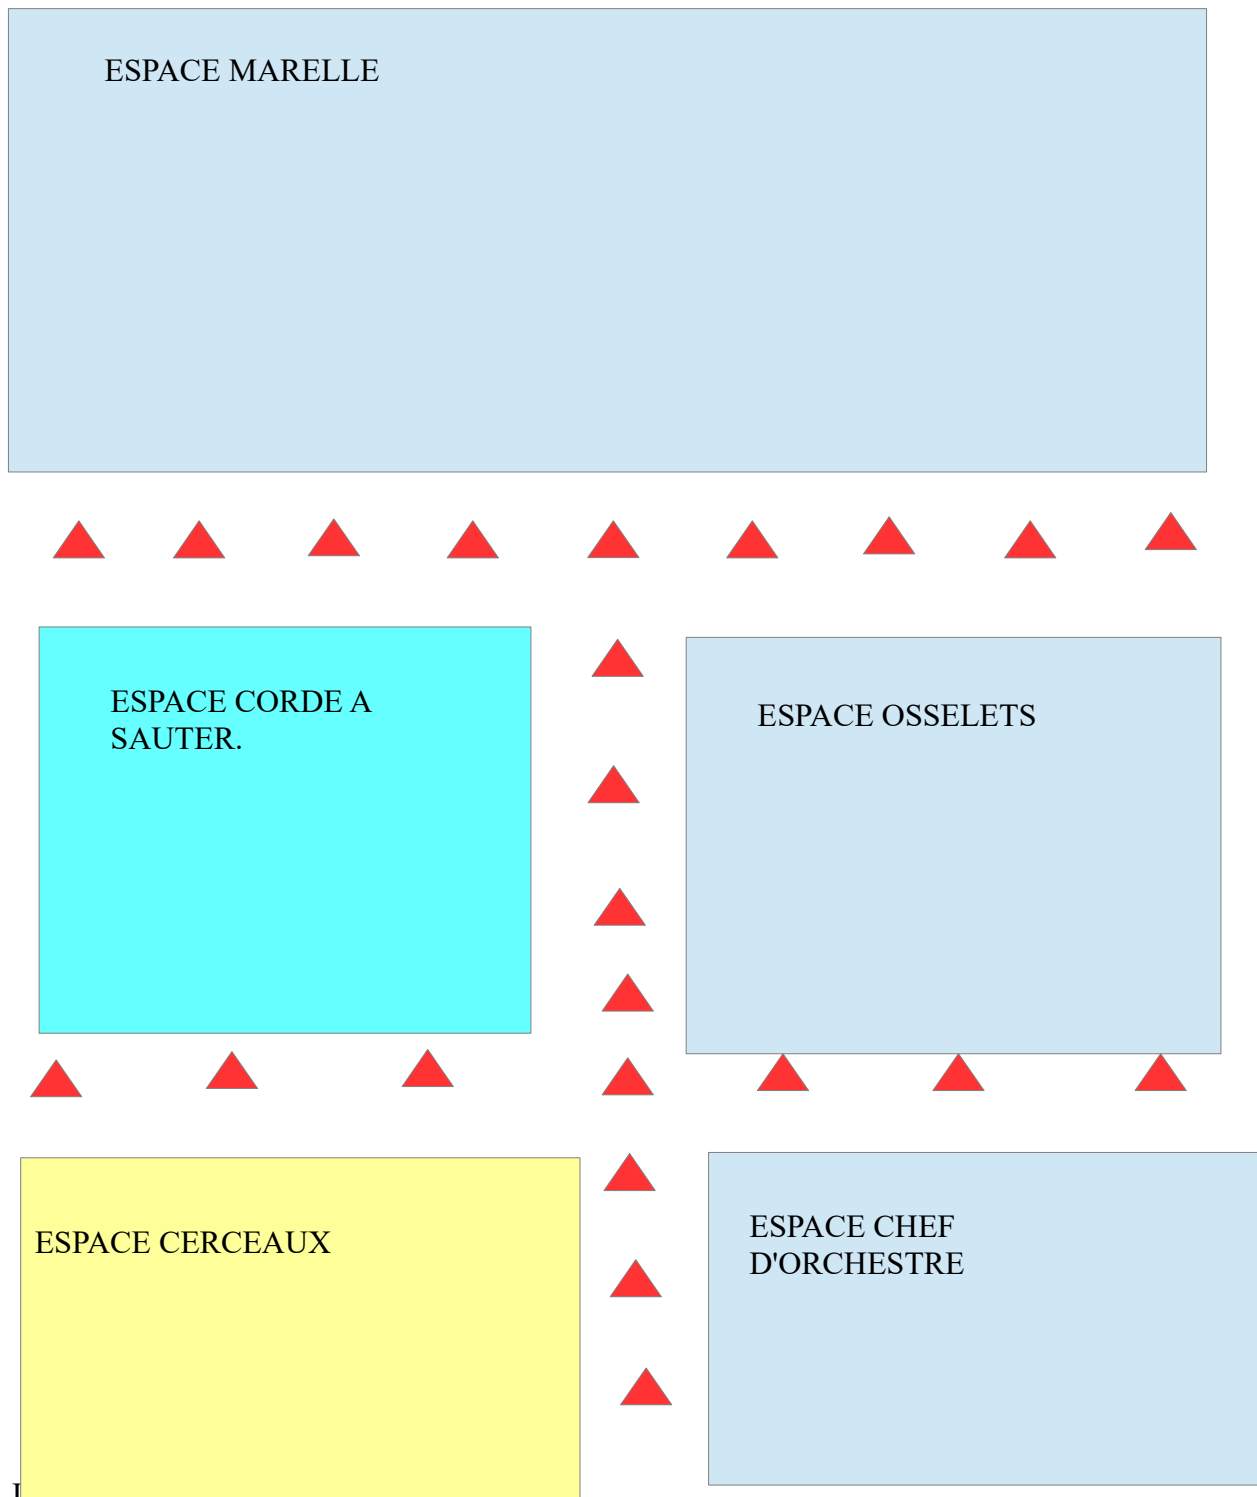 ESPACE MARELLE
ESPACE CORDE A
SAUTER.
ESPACE OSSELETS
ESPACE CERCEAUX
ESPACE CHEF
D'ORCHESTRE